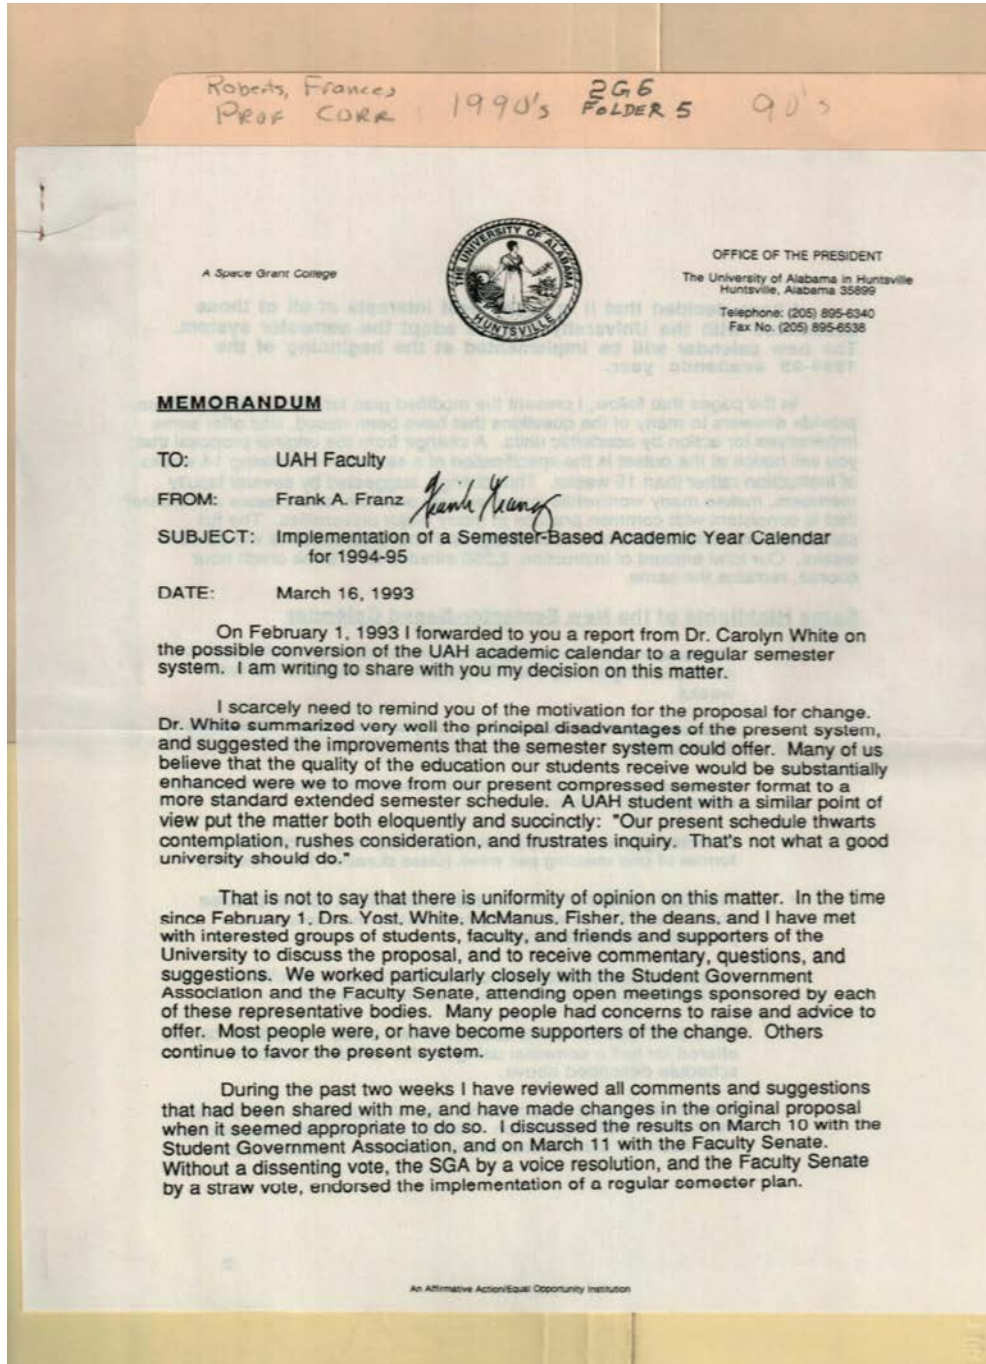 Roberts, Frances
PROF CORR
1990's
2G6
FOLDER 5
90's
A Space Grant College
THE UNIVERSITY OF ALABAMA
HUNTSVILLE
OFFICE OF THE PRESIDENT
The University of Alabama in Huntsville
Huntsville, Alabama 35899
Telephone: (205) 895-6340
Fax No. (205) 895-6538
MEMORANDUM
TO: UAH Faculty
FROM: Frank A. Franz Frank Franz
SUBJECT: Implementation of a Semester-Based Academic Year Calendar
for 1994-95
DATE: March 16, 1993
On February 1, 1993 I forwarded to you a report from Dr. Carolyn White on
the possible conversion of the UAH academic calendar to a regular semester
system. I am writing to share with you my decision on this matter.
I scarcely need to remind you of the motivation for the proposal for change.
Dr. White summarized very well the principal disadvantages of the present system,
and suggested the improvements that the semester system could offer. Many of us
believe that the quality of the education our students receive would be substantially
enhanced were we to move from our present compressed semester format to a
more standard extended semester schedule. A UAH student with a similar point of
view put the matter both eloquently and succinctly: "Our present schedule thwarts
contemplation, rushes consideration, and frustrates inquiry. That's not what a good
university should do."
That is not to say that there is uniformity of opinion on this matter. In the time
since February 1, Drs. Yost, White, McManus, Fisher, the deans, and I have met
with interested groups of students, faculty, and friends and supporters of the
University to discuss the proposal, and to receive commentary, questions, and
suggestions. We worked particularly closely with the Student Government
Association and the Faculty Senate, attending open meetings sponsored by each
of these representative bodies. Many people had concerns to raise and advice to
offer. Most people were, or have become supporters of the change. Others
continue to favor the present system.
During the past two weeks I have reviewed all comments and suggestions
that had been shared with me, and have made changes in the original proposal
when it seemed appropriate to do so. I discussed the results on March 10 with the
Student Government Association, and on March 11 with the Faculty Senate.
Without a dissenting vote, the SGA by a voice resolution, and the Faculty Senate
by a straw vote, endorsed the implementation of a regular semester plan.
An Affirmative Action/Equal Opportunity Institution